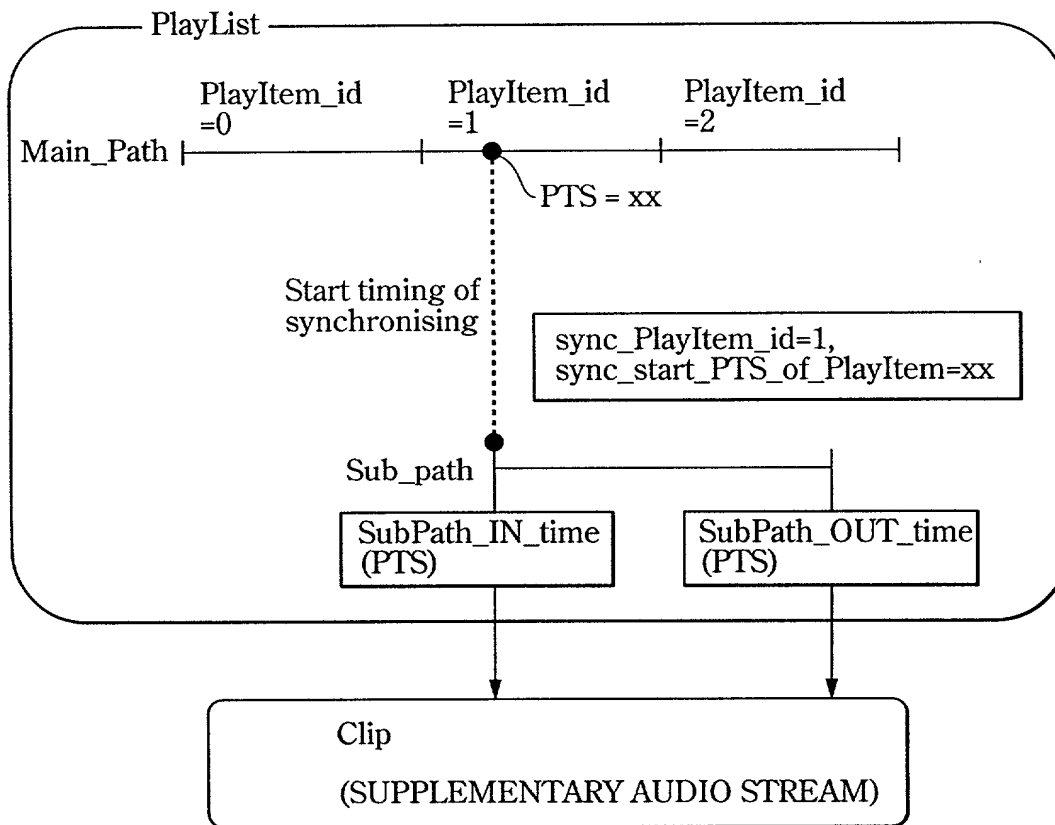 PlayList
PlayItem_id
=0
PlayItem_id
=1
PlayItem_id
=2
Main_Path
PTS = xx
Start timing of
synchronising
sync_PlayItem_id=1,
sync_start_PTS_of_PlayItem=xx
Sub_path
SubPath_IN_time
(PTS)
SubPath_OUT_time
(PTS)
Clip
(SUPPLEMENTARY AUDIO STREAM)